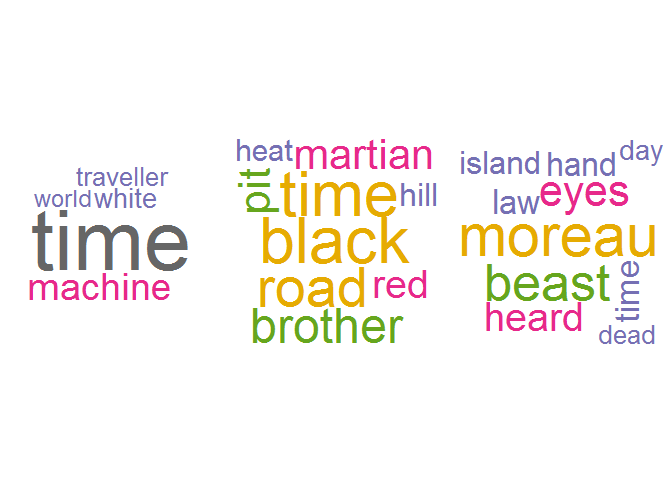 traveller
world white
time
machine
heat martian
pit time hill
black
road red
brother
island hand day
law eyes
moreau
beast time
heard
dead